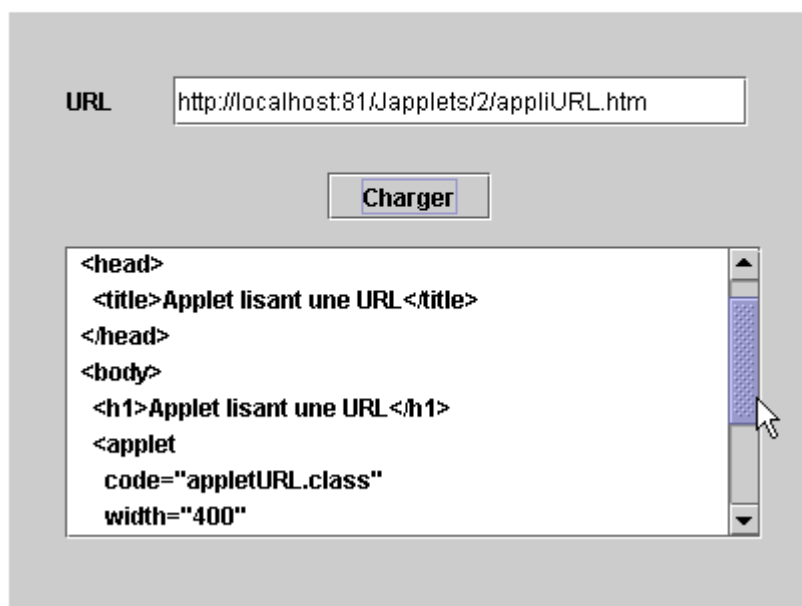 URL http://localhost:81/Japplets/2/appliURL.htm
Charger
<head>
<title>Applet lisant une URL</title>
</head>
<body>
<h1>Applet lisant une URL</h1>
<applet
code="appletURL.class"
width="400"